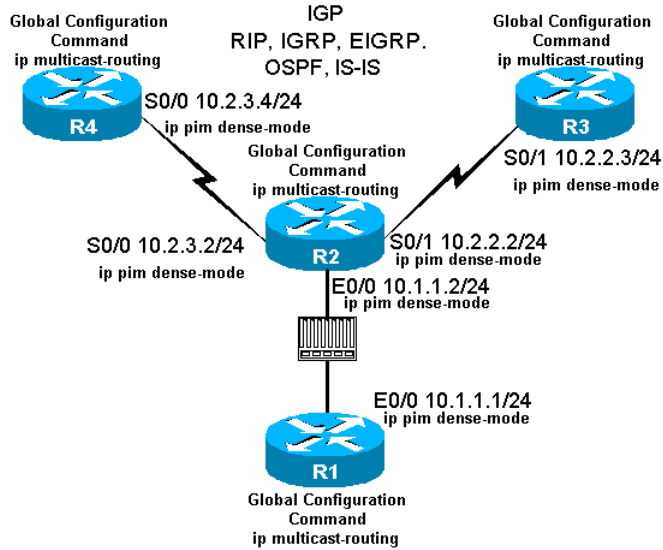 IGP
RIP, IGRP, EIGRP.
OSPF, IS-IS
Global Configuration
Command
ip multicast-routing
R4
S0/0 10.2.3.4/24
ip pim dense-mode
Global Configuration
Command
ip multicast-routing
R3
S0/1 10.2.2.3/24
ip pim dense-mode
Global Configuration
Command
ip multicast-routing
R2
S0/0 10.2.3.2/24
ip pim dense-mode
S0/1 10.2.2.2/24
ip pim dense-mode
E0/0 10.1.1.2/24
ip pim dense-mode
E0/0 10.1.1.1/24
ip pim dense-mode
R1
Global Configuration
Command
ip multicast-routing